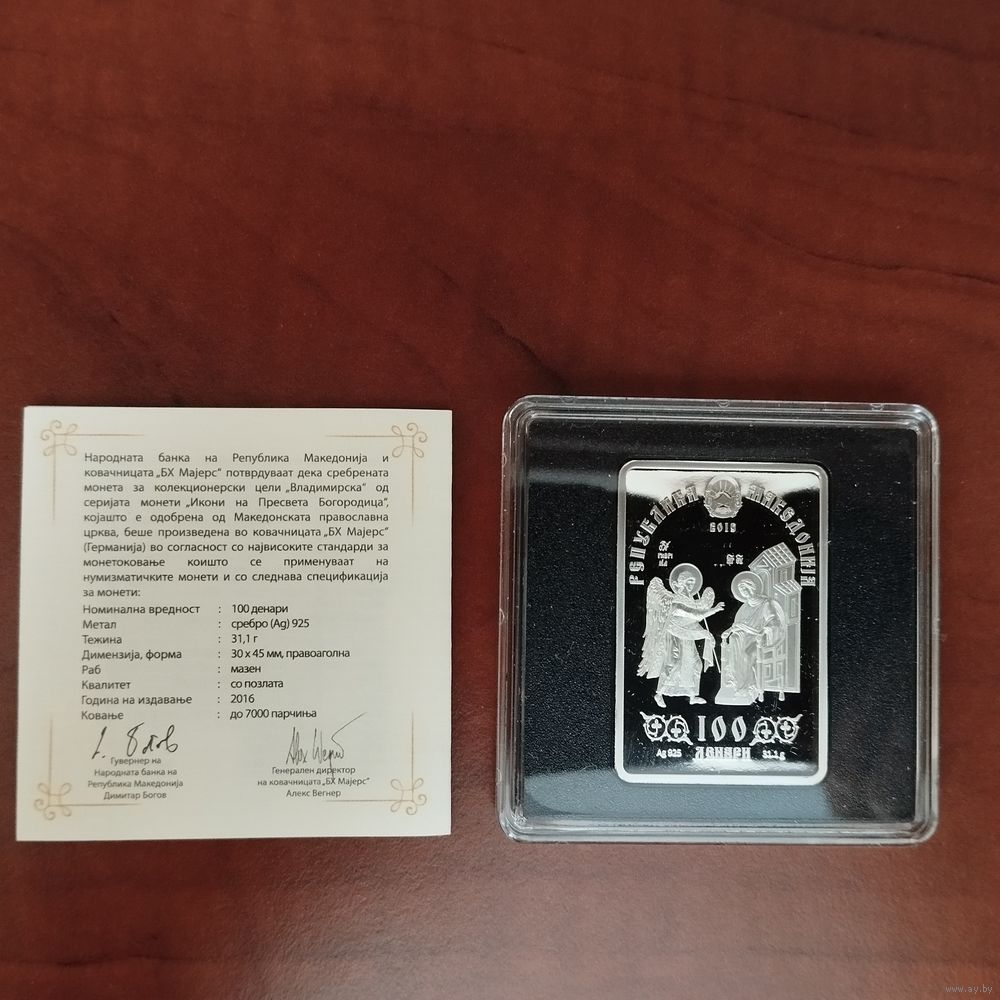 Народната банка на Република Македонија и
ковачницата „БХ Мајерс“ потврдуваат дека сребрената
монета за колекционерски цели „Владимирска“ од
серијата монети „Икони на Пресвета Богородица“,
којашто е одобрена од Македонската православна
црква, беше произведена во ковачницата „БХ Мајерс“
(Германија) во согласност со највисоките стандарди за
монетоковање коишто се применуваат на
нумизматичките монети и со следнава спецификација
за монети:
Номинална вредност : 100 денари
Метал : сребро (Ag) 925
Тежина : 31,1 г
Димензија, форма : 30 x 45 мм, правоаголна
Раб : мазен
Квалитет : со позлата
Година на издавање : 2016
Ковање : до 7000 парчиња
Гувернер на
Народната банка на
Република Македонија
Димитар Богов
Генерален директор
на ковачницата „БХ Мајерс“
Алекс Вегнер
РЕПУБЛИКА МАКЕДОНИЈА
100
Ag 925
31.1 g
www.ay.by